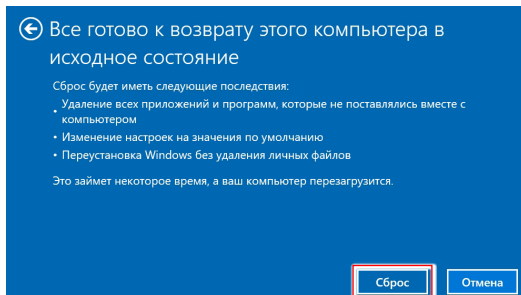 Все готово к возврату этого компьютера в
исходное состояние
Сброс будет иметь следующие последствия:
• Удаление всех приложений и программ, которые не поставлялись вместе с
компьютером
• Изменение настроек на значения по умолчанию
• Переустановка Windows без удаления личных файлов
Это займет некоторое время, а ваш компьютер перезагрузится.
Сброс Отмена